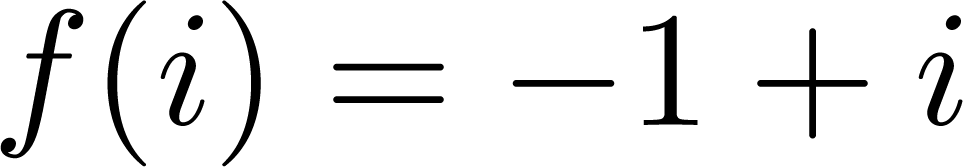 f(i) = −1 + i